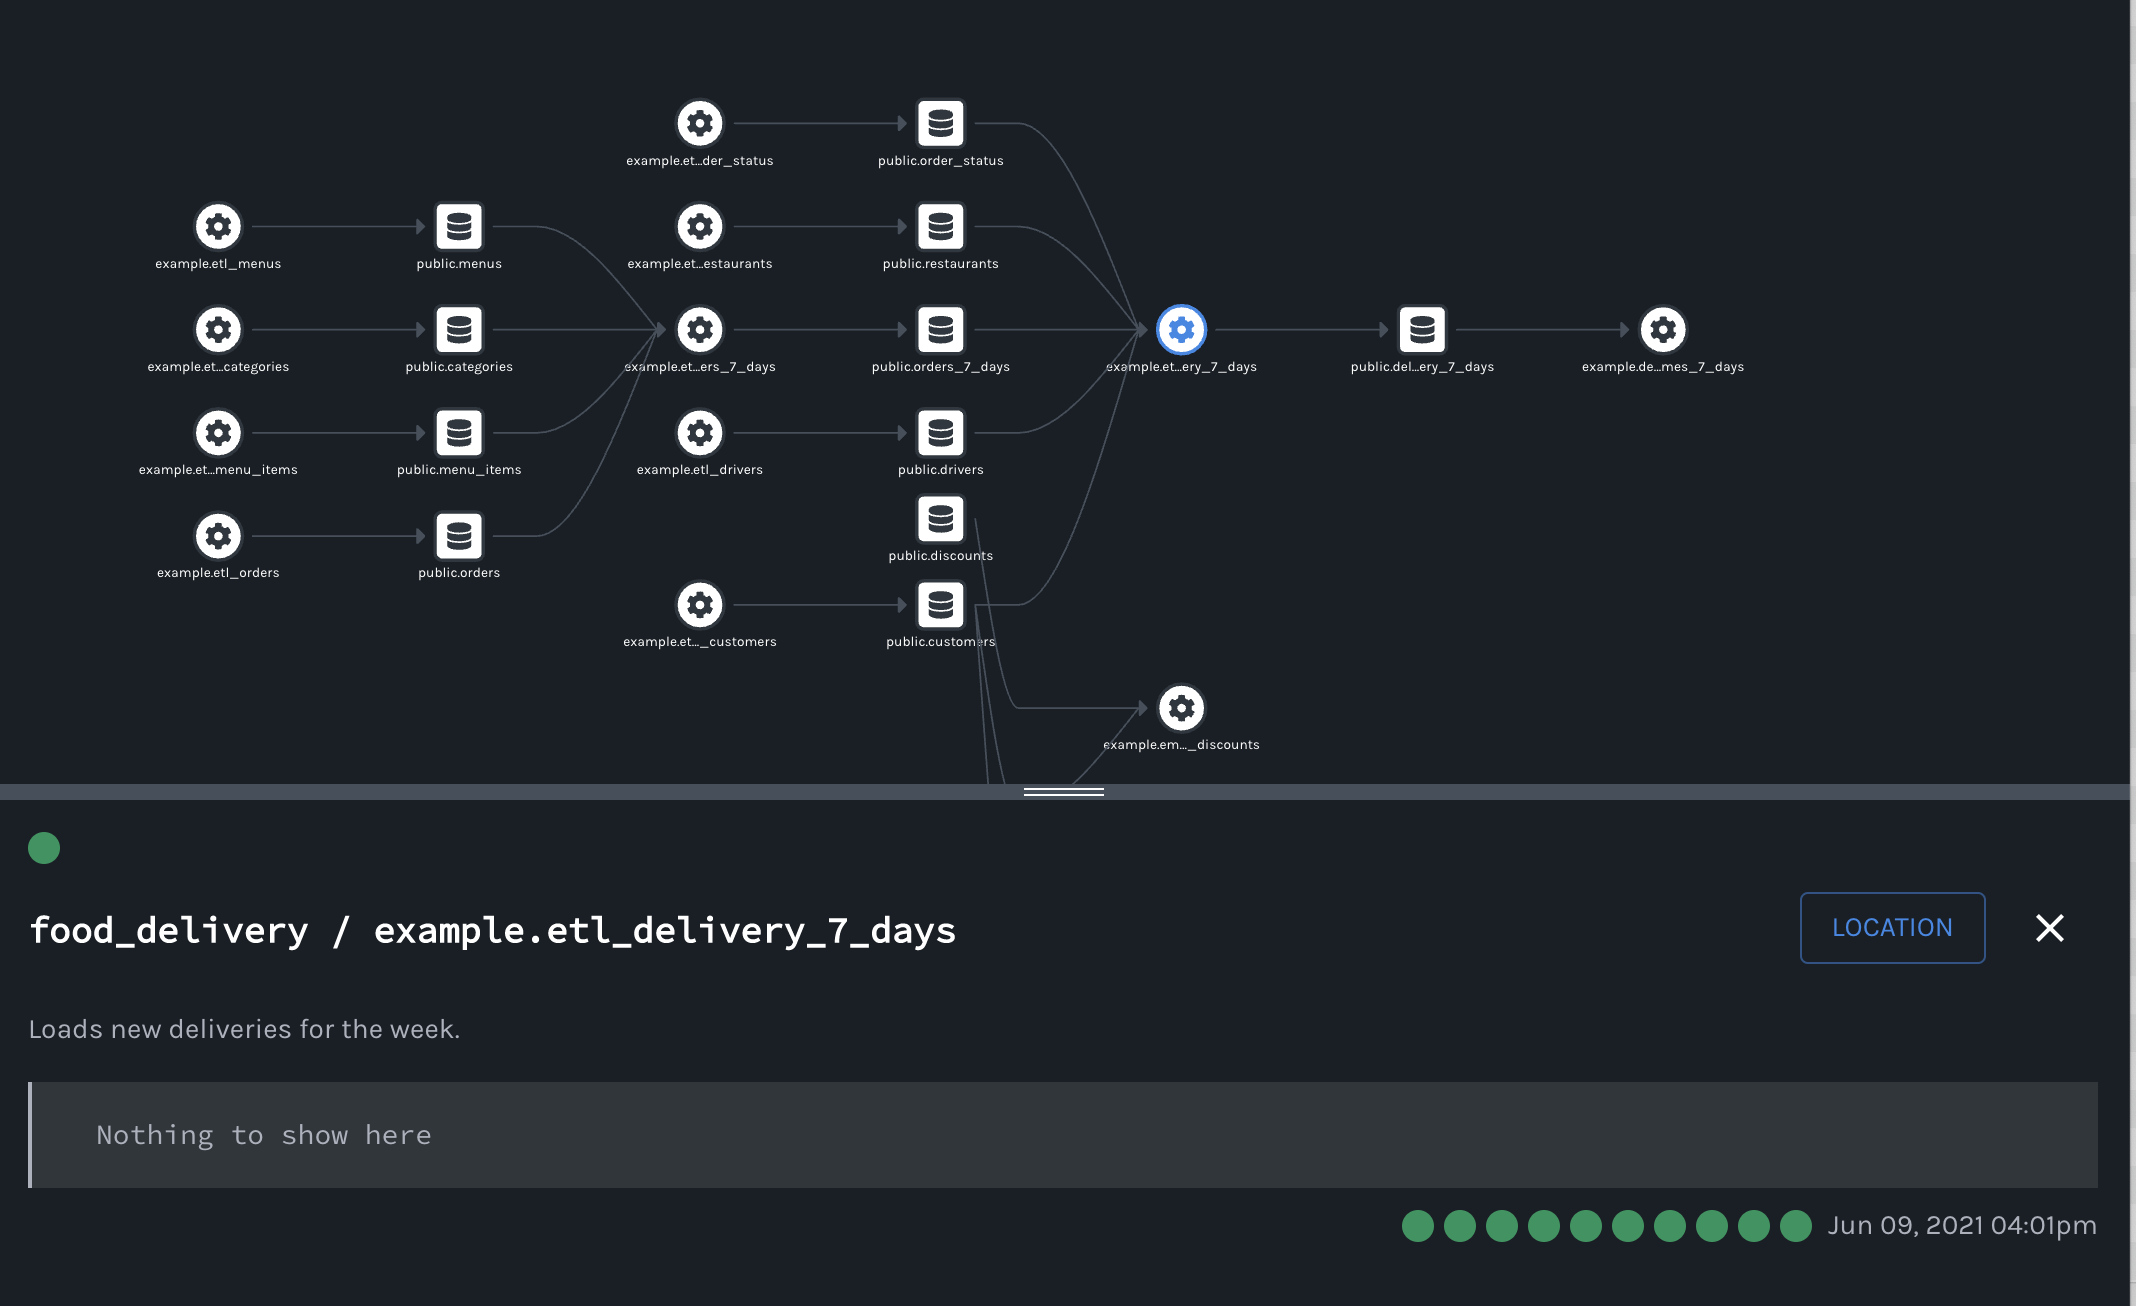 example.et...der_status
public.order_status
example.etl_menus
public.menus
example.et...estaurants
public.restaurants
example.et...categories
public.categories
example.et...ers_7_days
public.orders_7_days
example.et...ery_7_days
public.del...ery_7_days
example.de...mes_7_days
example.et...menu_items
public.menu_items
example.etl_drivers
public.drivers
public.discounts
example.etl_orders
public.orders
example.et..._customers
public.customers
example.em..._discounts
food_delivery / example.etl_delivery_7_days
LOCATION
Loads new deliveries for the week.
Nothing to show here
Jun 09, 2021 04:01pm